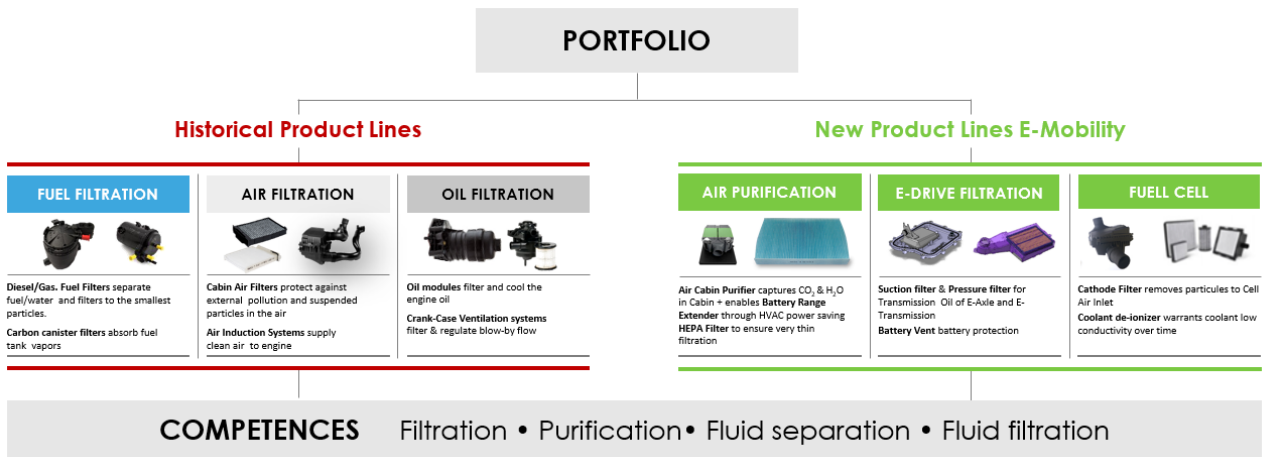 PORTFOLIO
Historical Product Lines
New Product Lines E-Mobility
FUEL FILTRATION
AIR FILTRATION
OIL FILTRATION
AIR PURIFICATION
E-DRIVE FILTRATION
FUELL CELL
Diesel/Gas. Fuel Filters separate
fuel/water and filters to the smallest
particles.
Carbon canister filters absorb fuel
tank vapors
Cabin Air Filters protect against
external pollution and suspended
particles in the air
Air Induction Systems supply
clean air to engine
Oil modules filter and cool the
engine oil
Crank-Case Ventilation systems
filter & regulate blow-by flow
Air Cabin Purifier captures CO₂ & H₂O
in Cabin + enables Battery Range
Extender through HVAC power saving
HEPA Filter to ensure very thin
filtration
Suction filter & Pressure filter for
Transmission Oil of E-Axle and E-
Transmission
Battery Vent battery protection
Cathode Filter removes particules to Cell
Air Inlet
Coolant de-ionizer warrants coolant low
conductivity over time
COMPETENCES Filtration • Purification• Fluid separation • Fluid filtration